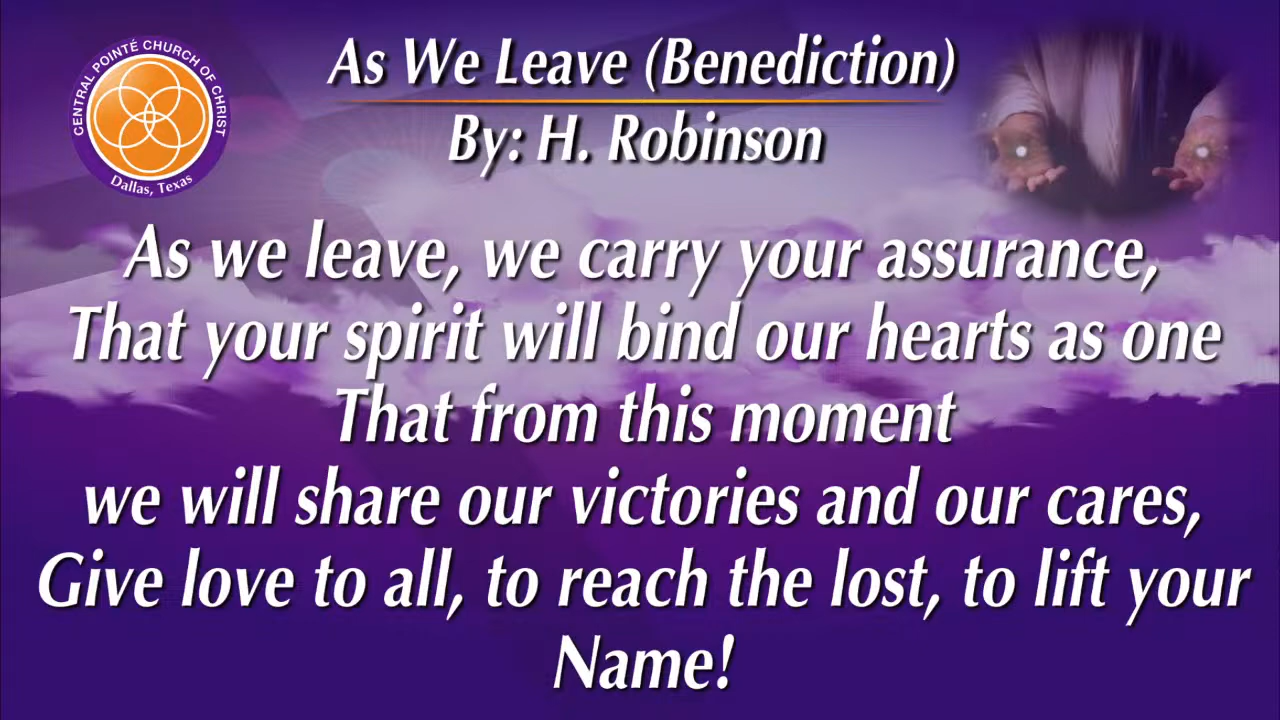 CENTRAL POINTÉ CHURCH OF CHRIST
Dallas, Texas
As We Leave (Benediction)
By: H. Robinson
As we leave, we carry your assurance,
That your spirit will bind our hearts as one
That from this moment
we will share our victories and our cares,
Give love to all, to reach the lost, to lift your
Name!